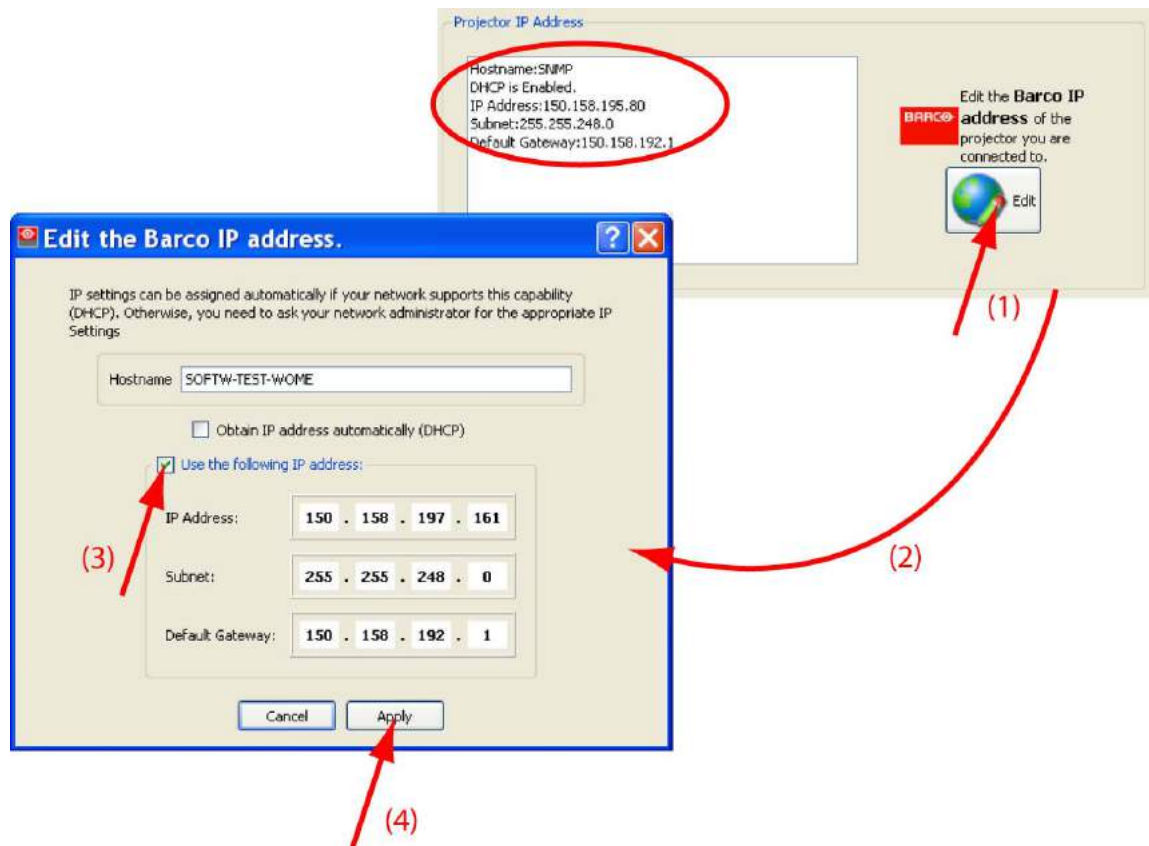 Projector IP Address
Hostname:SNMP
DHCP is Enabled.
IP Address:150.158.195.80
Subnet:255.255.248.0
Default Gateway:150.158.192.1
BARCO
Edit the Barco IP
address of the
projector you are
connected to.
Edit
(1)
(2)
Edit the Barco IP address.
?
IP settings can be assigned automatically if your network supports this capability
(DHCP). Otherwise, you need to ask your network administrator for the appropriate IP
Settings
Hostname SOFTW-TEST-WOME
Obtain IP address automatically (DHCP)
Use the following IP address:
(3)
IP Address: 150 . 158 . 197 . 161
Subnet: 255 . 255 . 248 . 0
Default Gateway: 150 . 158 . 192 . 1
Cancel Apply
(4)